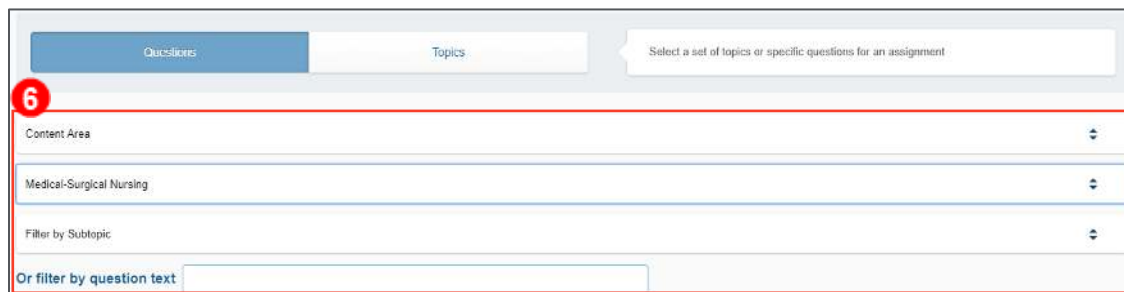 Questions
Topics
Select a set of topics or specific questions for an assignment
6
Content Area
Medical-Surgical Nursing
Filter by Subtopic
Or filter by question text